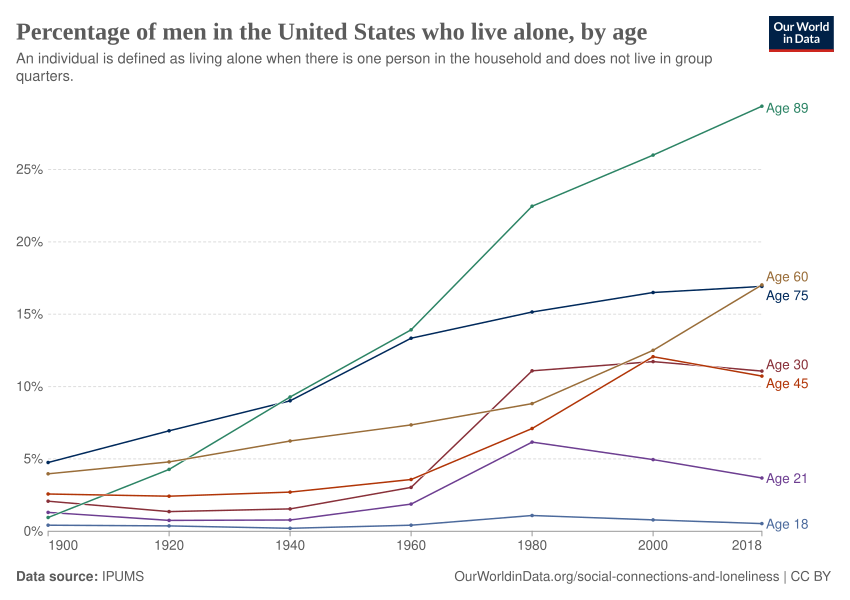 Percentage of men in the United States who live alone, by age
Our World
in Data
An individual is defined as living alone when there is one person in the household and does not live in group
quarters.
Age 89
25%
20%
Age 60
Age 75
15%
Age 30
Age 45
10%
5%
Age 21
Age 18
0%
1900 1920 1940 1960 1980 2000 2018
Data source: IPUMS
OurWorldinData.org/social-connections-and-loneliness | CC BY